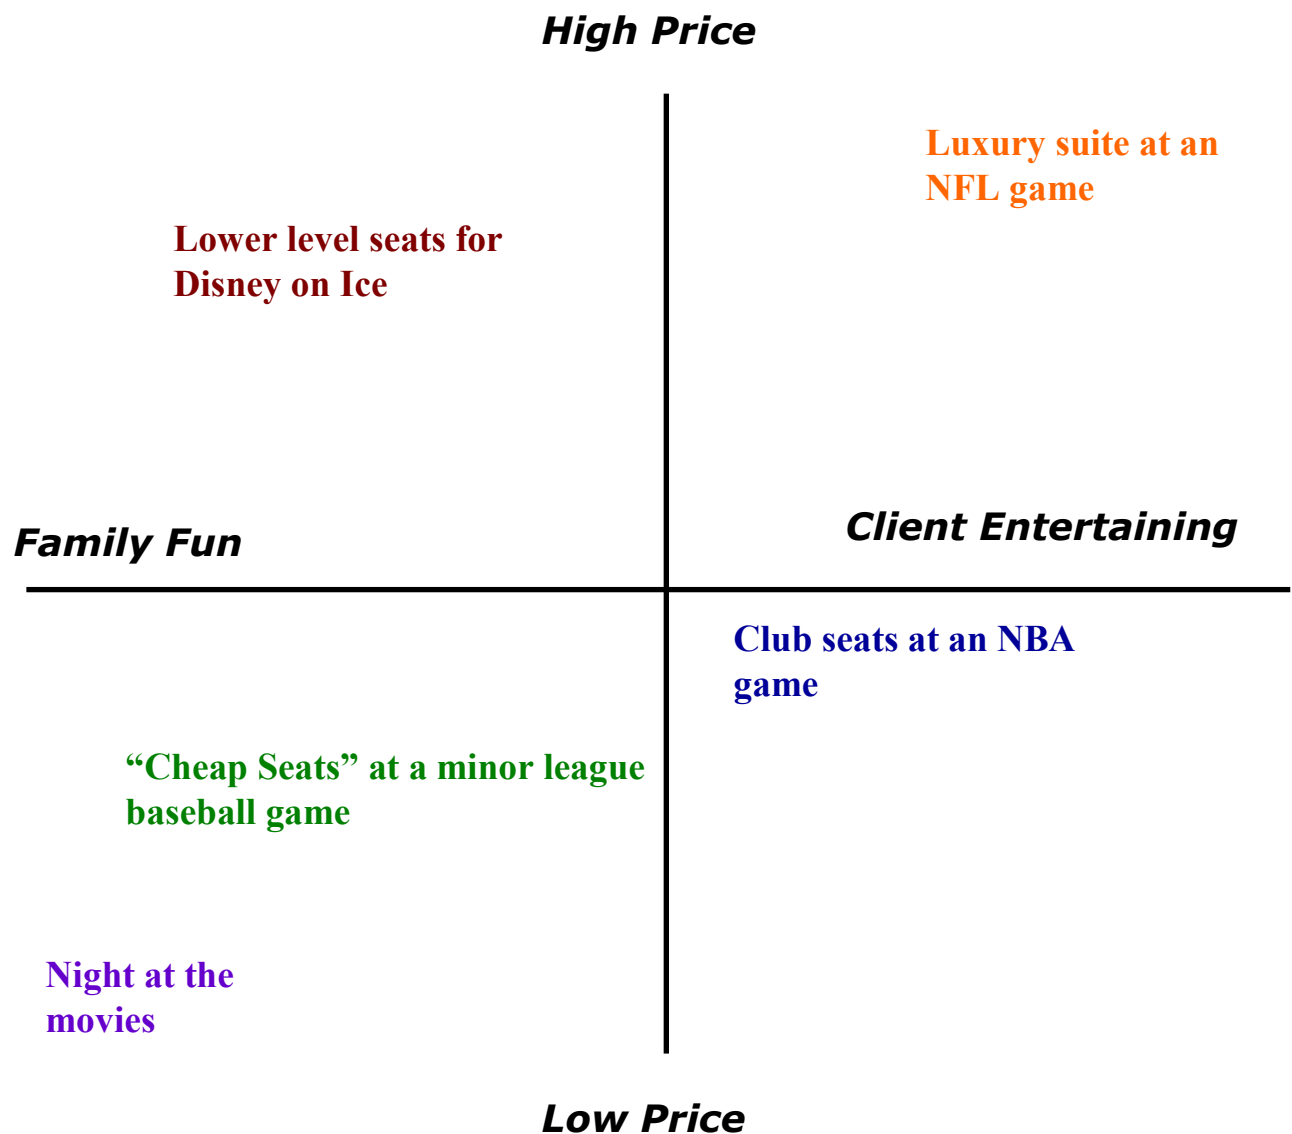 High Price
Luxury suite at an
NFL game
Lower level seats for
Disney on Ice
Family Fun
Client Entertaining
Club seats at an NBA
game
“Cheap Seats” at a minor league
baseball game
Night at the
movies
Low Price